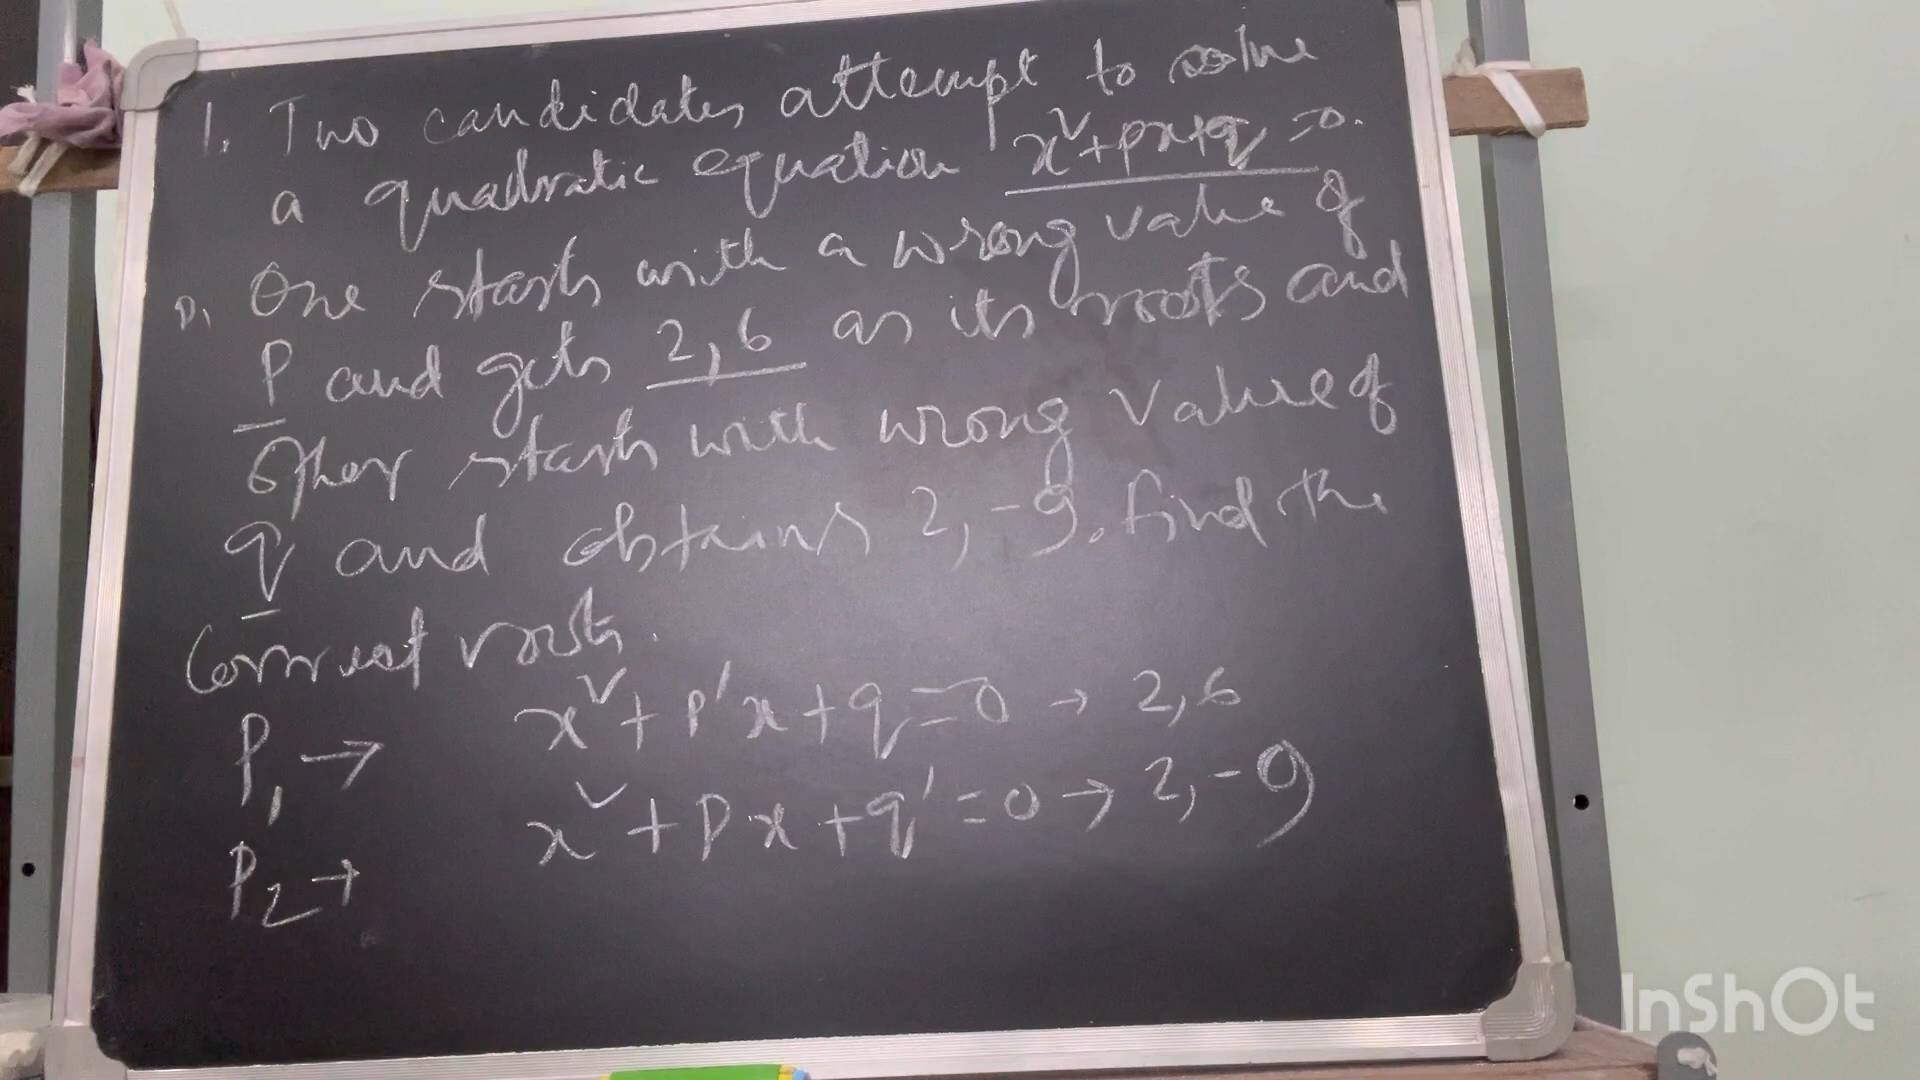 1. Two candidates attempt to solve
a quadratic equation x²+px+q=0.
One starts with a wrong value of
P and gets 2,6 as its roots and
Other starts with wrong value of
q and obtains 2,-9. find the
Correct roots.
P₁→ x²+p'x+q=0 → 2,6
P₂→ x²+px+q'=0 → 2,-9
InShOt